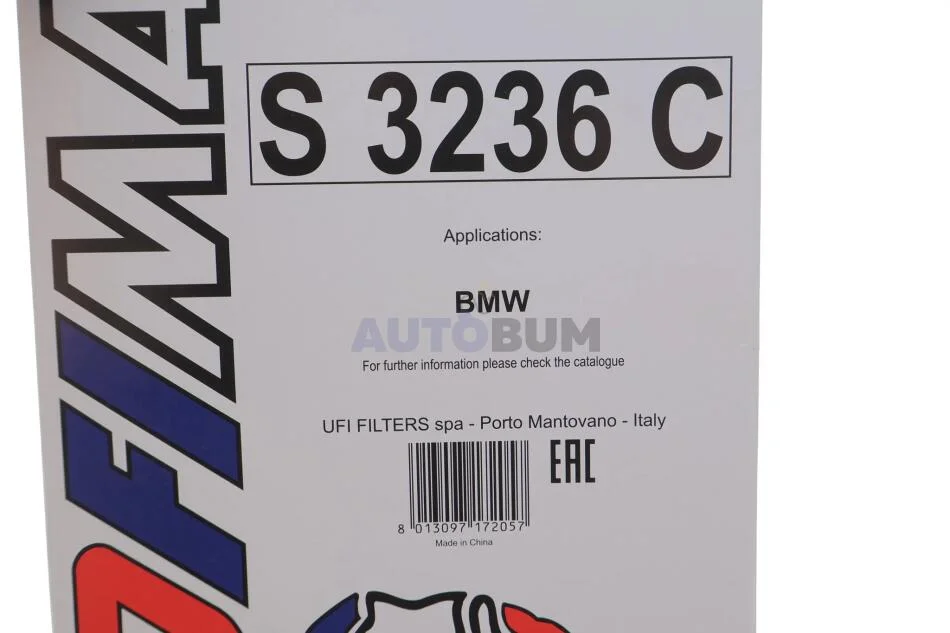 S 3236 C
Applications:
BMW
AUTOBUM
For further information please check the catalogue
UFI FILTERS spa - Porto Mantovano - Italy
EAC
8 013097 172057
Made in China
OFIMA